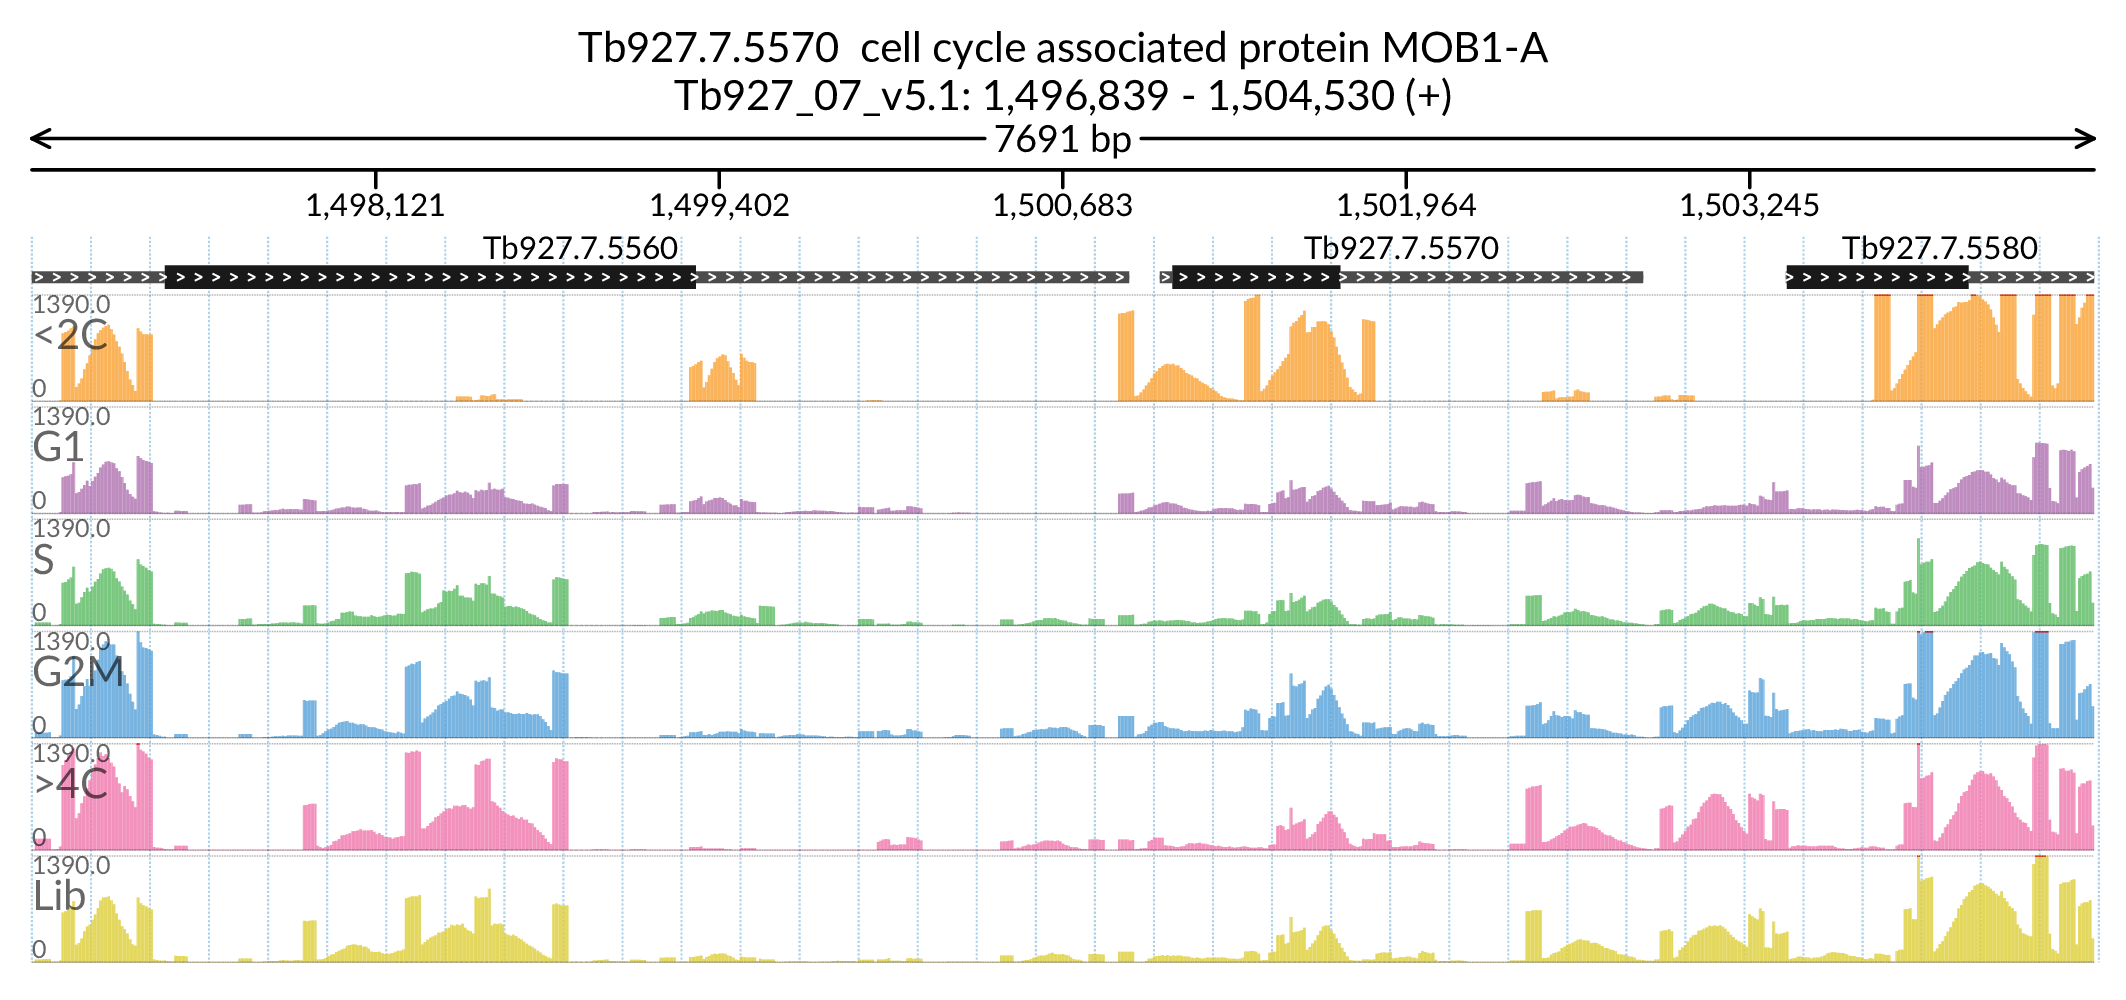 Tb927.7.5570  cell cycle associated protein MOB1-A
Tb927_07_v5.1: 1,496,839 - 1,504,530 (+)
7691 bp
1,498,121 1,499,402 1,500,683 1,501,964 1,503,245
Tb927.7.5560 Tb927.7.5570 Tb927.7.5580
1390.0
<2C
0
1390.0
G1
0
1390.0
S
0
1390.0
G2M
0
1390.0
>4C
0
1390.0
Lib
0